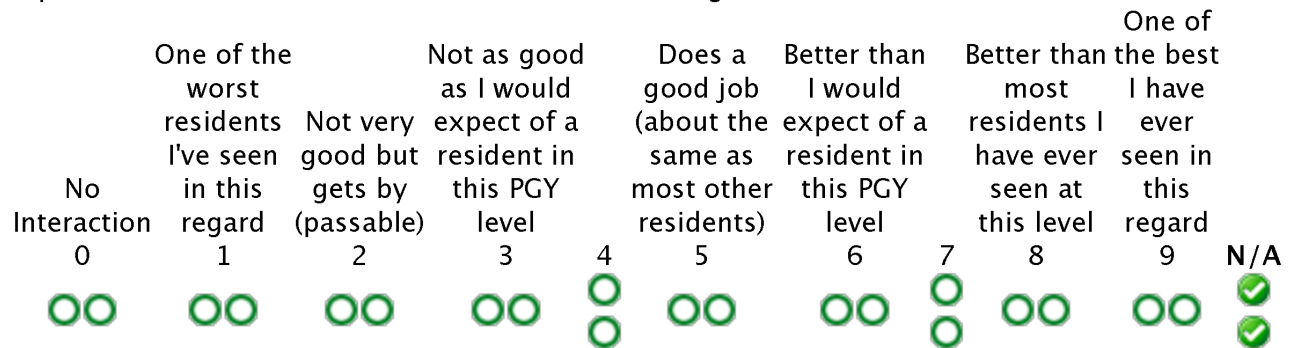 No
Interaction
0
One of the
worst
residents
I've seen
in this
regard
1
Not very
good but
gets by
(passable)
2
Not as good
as I would
expect of a
resident in
this PGY
level
3
4
Does a
good job
(about the
same as
most other
residents)
5
Better than
I would
expect of a
resident in
this PGY
level
6
7
Better than
most
residents I
have ever
seen at
this level
8
One of
the best
I have
ever
seen in
this
regard
9
N/A